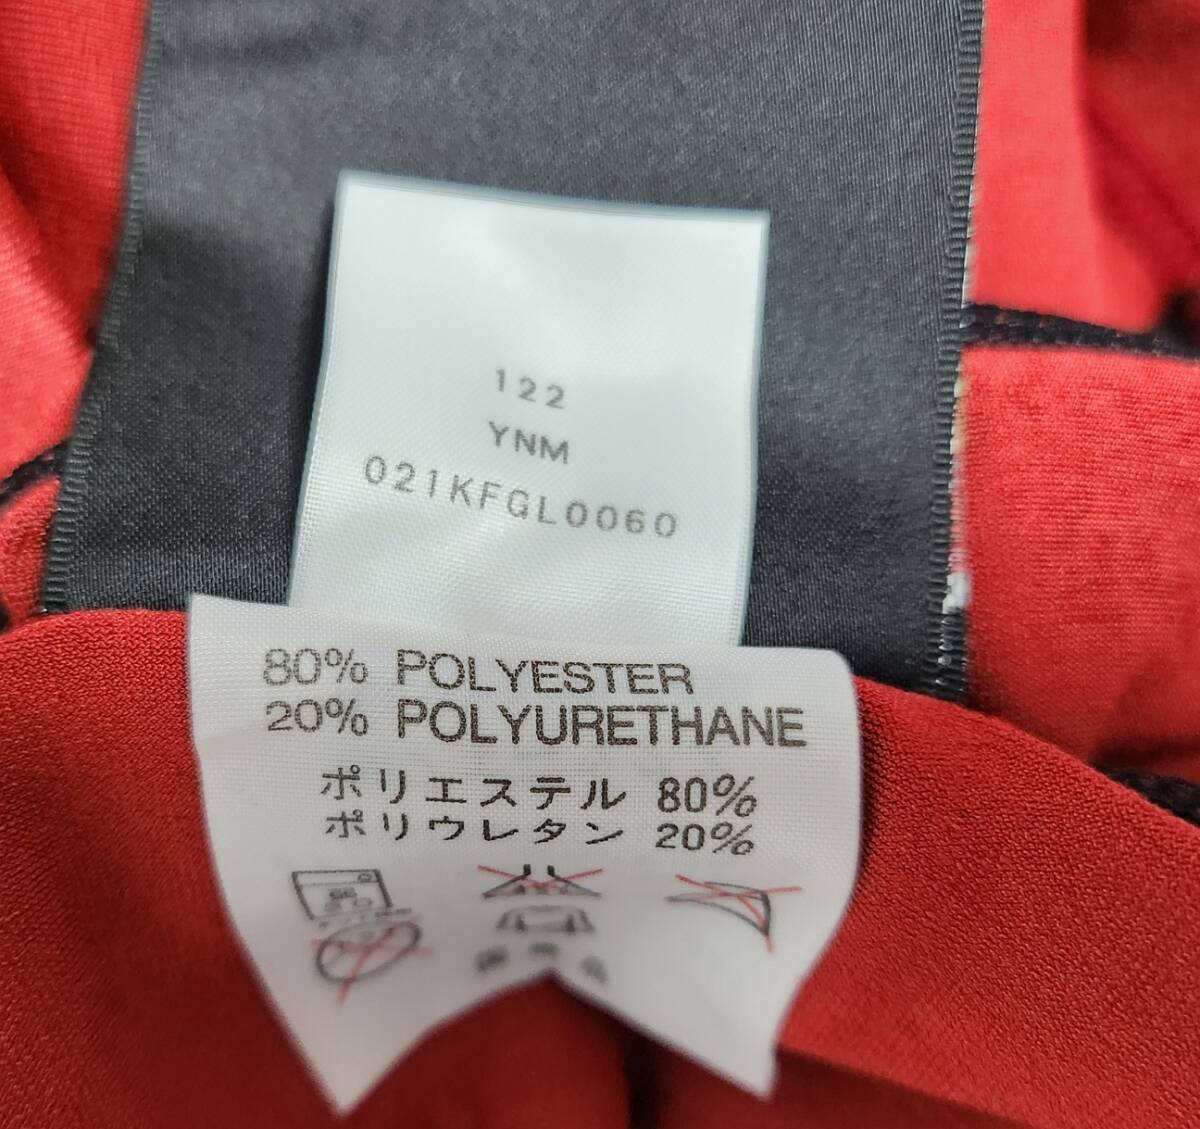 122
YNM
021KFGL0060
80% POLYESTER
20% POLYURETHANE
ポリエステル 80%
ポリウレタン 20%